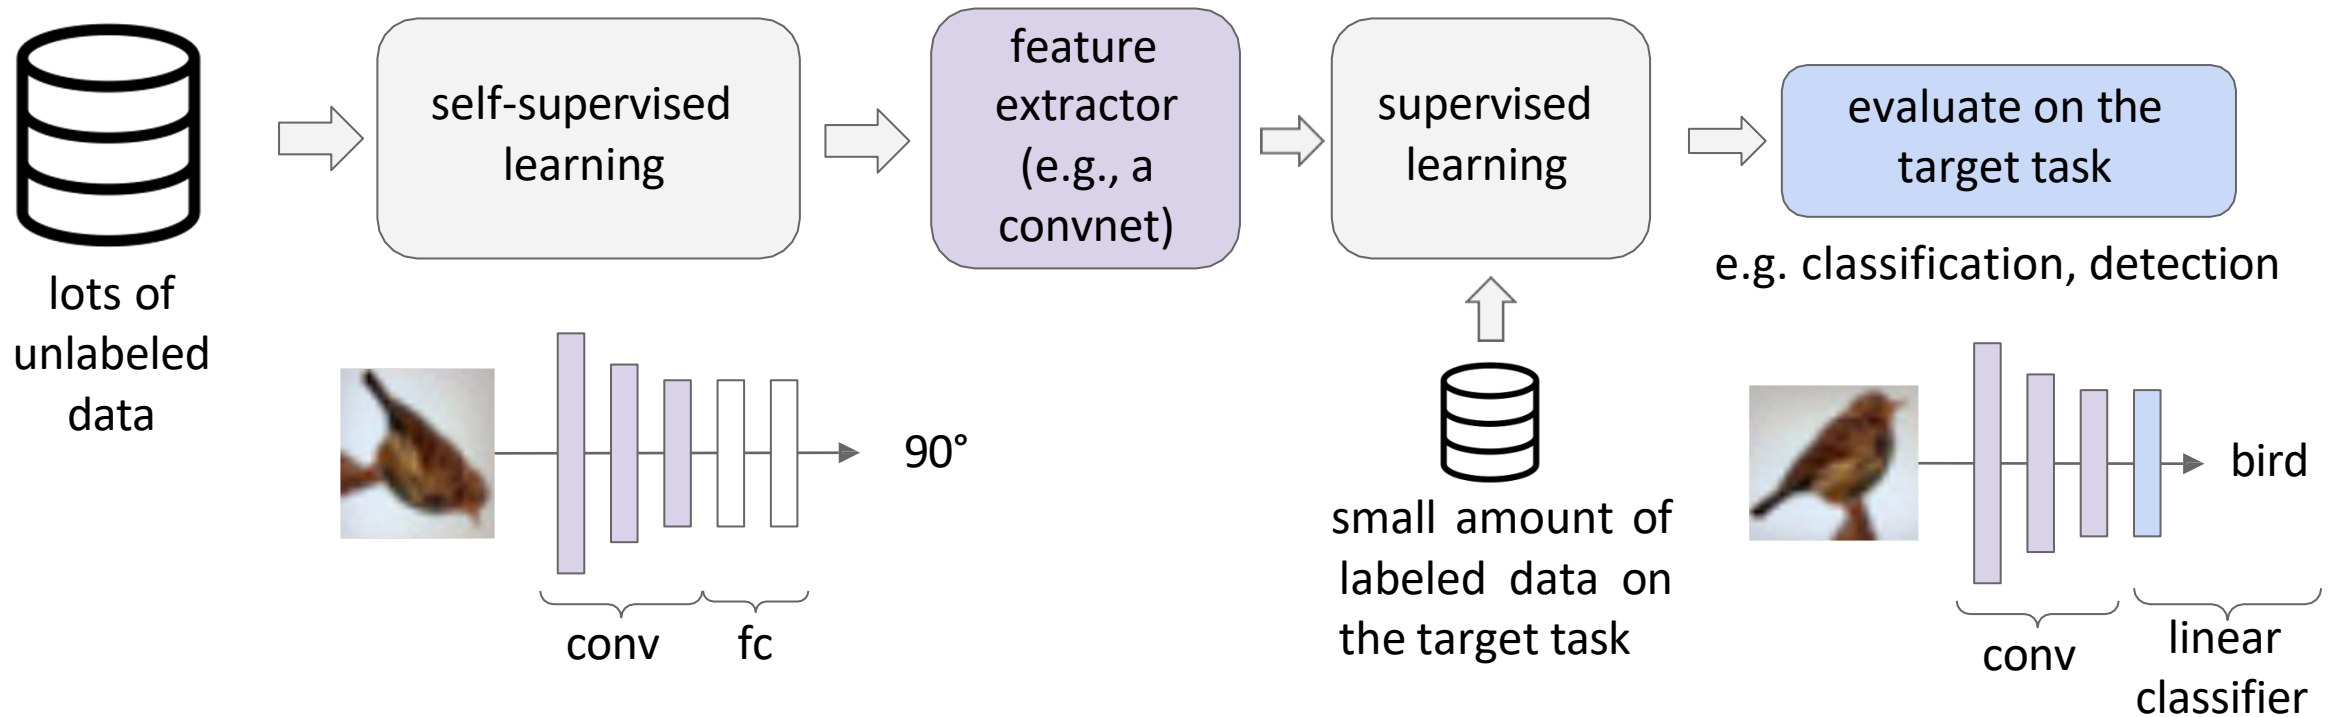 lots of
unlabeled
data
self-supervised
learning
90°
conv
fc
feature
extractor
(e.g., a
convnet)
supervised
learning
small amount of
labeled data on
the target task
evaluate on the
target task
e.g. classification, detection
bird
conv
linear
classifier